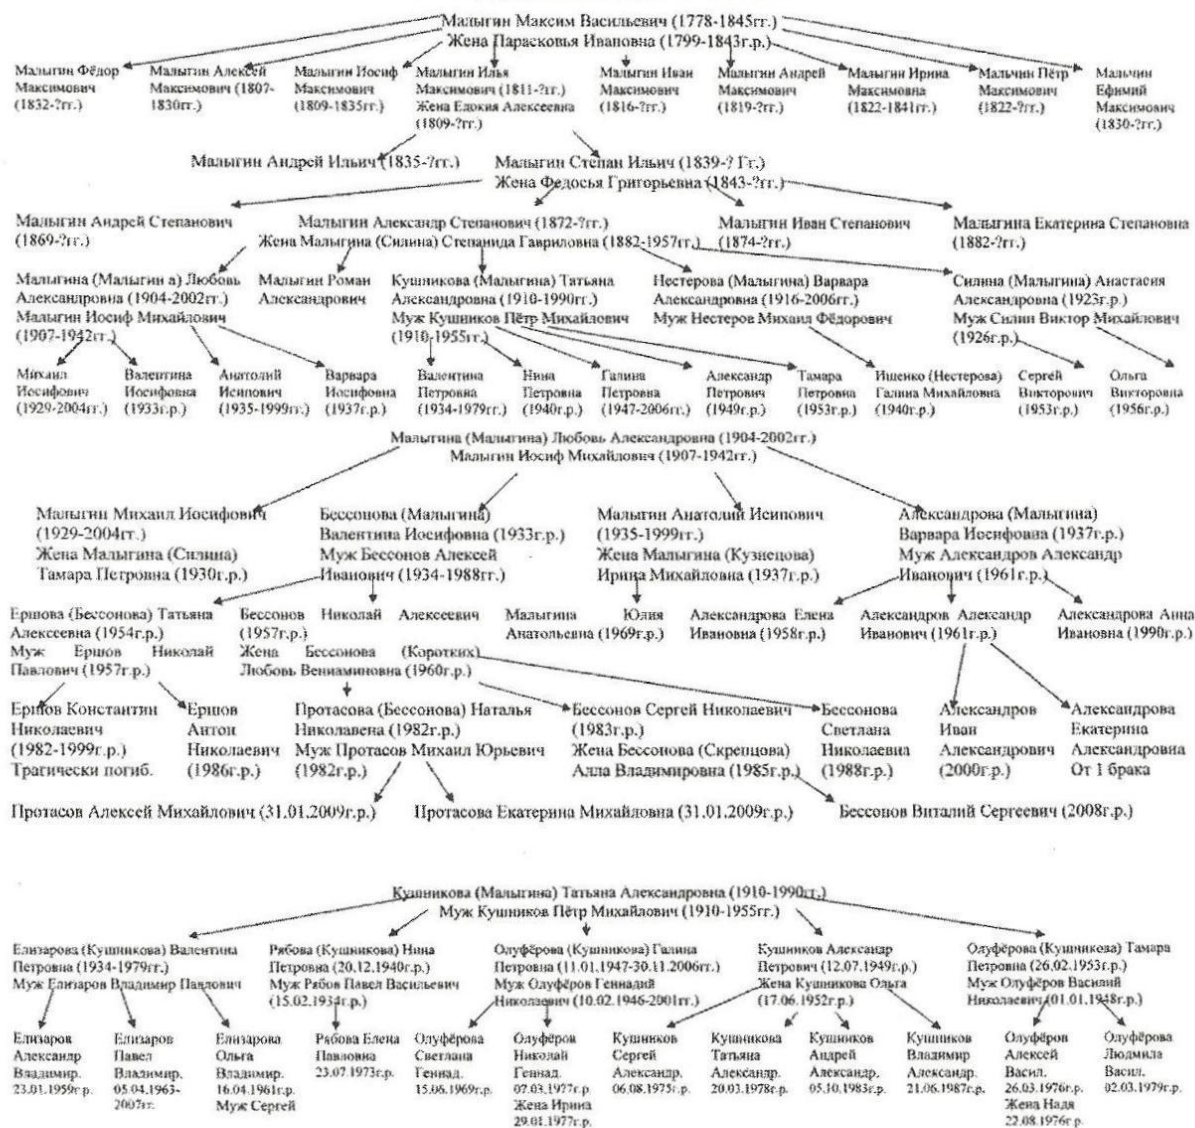 Малыгин Максим Васильевич (1778-1845гг.)
Жена Парасковья Ивановна (1799-1843г.р.)
Малыгин Фёдор
Максимович
(1832-?гг.)
Малыгин Алексей
Максимович (1807-
1830гг.)
Малыгин Иосиф
Максимович
(1809-1835гг.)
Малыгин Илья
Максимович (1811-?гг.)
Жена Едокия Алексеевна
(1809-?гг.)
Малыгин Иван
Максимович
(1816-?гг.)
Малыгин Андрей
Максимович
(1819-?гг.)
Малыгин Ирина
Максимовна
(1822-1841гг.)
Мальчин Пётр
Максимович
(1822-?гг.)
Мальчин
Ефимий
Максимович
(1830-?гг.)
Малыгин Андрей Ильич (1835-?гг.)
Малыгин Степан Ильич (1839-? Гг.)
Жена Федосья Григорьевна (1843-?гг.)
Малыгин Андрей Степанович
(1869-?гг.)
Малыгин Александр Степанович (1872-?гг.)
Жена Малыгина (Силина) Степанида Гавриловна (1882-1957гг.)
Малыгин Иван Степанович
(1874-?гг.)
Малыгина Екатерина Степановна
(1882-?гг.)
Малыгина (Малыгин а) Любовь
Александровна (1904-2002гг.)
Малыгин Иосиф Михайлович
(1907-1942гг.)
Малыгин Роман
Александрович
Кушникова (Малыгина) Татьяна
Александровна (1910-1990гг.)
Муж Кушников Пётр Михайлович
(1910-1955гг.)
Нестерова (Малыгина) Варвара
Александровна (1916-2006гг.)
Муж Нестеров Михаил Фёдорович
Силина (Малыгина) Анастасия
Александровна (1923г.р.)
Муж Силин Виктор Михайлович
(1926г.р.)
Михаил
Иосифович
(1929-2004гг.)
Валентина
Иосифовна
(1933г.р.)
Анатолий
Исипович
(1935-1999гг.)
Варвара
Иосифовна
(1937г.р.)
Валентина
Петровна
(1934-1979гг.)
Нина
Петровна
(1940г.р.)
Галина
Петровна
(1947-2006гг.)
Александр
Петрович
(1949г.р.)
Тамара
Петровна
(1953г.р.)
Ишенко (Нестерова)
Галина Михайловна
(1940г.р.)
Сергей
Викторович
(1953г.р.)
Ольга
Викторовна
(1956г.р.)
Малыгина (Малыгина) Любовь Александровна (1904-2002гг.)
Малыгин Иосиф Михайлович (1907-1942гг.)
Малыгин Михаил Иосифович
(1929-2004гг.)
Жена Малыгина (Силина)
Тамара Петровна (1930г.р.)
Бессонова (Малыгина)
Валентина Иосифовна (1933г.р.)
Муж Бессонов Алексей
Иванович (1934-1988гг.)
Малыгин Анатолий Исипович
(1935-1999гг.)
Жена Малыгина (Кузнецова)
Ирина Михайловна (1937г.р.)
Александрова (Малыгина)
Варвара Иосифовна (1937г.р.)
Муж Александров Александр
Иванович (1961г.р.)
Ершова (Бессонова) Татьяна
Алексеевна (1954г.р.)
Муж Ершов Николай
Павлович (1957г.р.)
Бессонов Николай Алексеевич
(1957г.р.)
Жена Бессонова (Коротких)
Любовь Вениаминовна (1960г.р.)
Малыгина Юлия
Анатольевна (1969г.р.)
Александрова Елена
Ивановна (1958г.р.)
Александров Александр
Иванович (1961г.р.)
Александрова Анна
Ивановна (1990г.р.)
Ершов Константин
Николаевич
(1982-1999г.р.)
Трагически погиб.
Ершов
Антон
Николаевич
(1986г.р.)
Протасова (Бессонова) Наталья
Николавена (1982г.р.)
Муж Протасов Михаил Юрьевич
(1982г.р.)
Бессонов Сергей Николаевич
(1983г.р.)
Жена Бессонова (Скрепцова)
Алла Владимировна (1985г.р.)
Бессонова
Светлана
Николаевна
(1988г.р.)
Александров
Иван
Александрович
(2000г.р.)
Александрова
Екатерина
Александровна
От 1 брака
Протасов Алексей Михайлович (31.01.2009г.р.)
Протасова Екатерина Михайловна (31.01.2009г.р.)
Бессонов Виталий Сергеевич (2008г.р.)
Кушникова (Малыгина) Татьяна Александровна (1910-1990гг.)
Муж Кушников Пётр Михайлович (1910-1955гг.)
Елизарова (Кушникова) Валентина
Петровна (1934-1979гг.)
Муж Елизаров Владимир Павлович
Рябова (Кушникова) Нина
Петровна (20.12.1940г.р.)
Муж Рябов Павел Васильевич
(15.02.1934г.р.)
Олуфёрова (Кушникова) Галина
Петровна (11.01.1947-30.11.2006гг.)
Муж Олуфёров Геннадий
Николаевич (10.02.1946-2001гг.)
Кушников Александр
Петрович (12.07.1949г.р.)
Жена Кушникова Ольга
(17.06.1952г.р.)
Олуфёрова (Кушникова) Тамара
Петровна (26.02.1953г.р.)
Муж Олуфёров Василий
Николаевич (01.01.1948г.р.)
Елизаров
Александр
Владимир.
23.01.1959г.р.
Елизаров
Павел
Владимир.
05.04.1963-
2007гг.
Елизарова
Ольга
Владимир.
16.04.1961г.р.
Муж Сергей
Рябова Елена
Павловна
23.07.1973г.р.
Олуфёрова
Светлана
Геннад.
15.06.1969г.р.
Олуфёров
Николай
Геннад.
07.03.1977г.р.
Жена Ирина
29.01.1977г.р.
Кушников
Сергей
Александр.
06.08.1975г.р.
Кушникова
Татьяна
Александр.
20.03.1978г.р.
Кушников
Андрей
Александр.
05.10.1983г.р.
Кушников
Владимир
Александр.
21.06.1987г.р.
Олуфёров
Алексей
Васил.
26.03.1976г.р.
Жена Надя
22.08.1976г.р.
Олуфёрова
Людмила
Васил.
02.03.1979г.р.